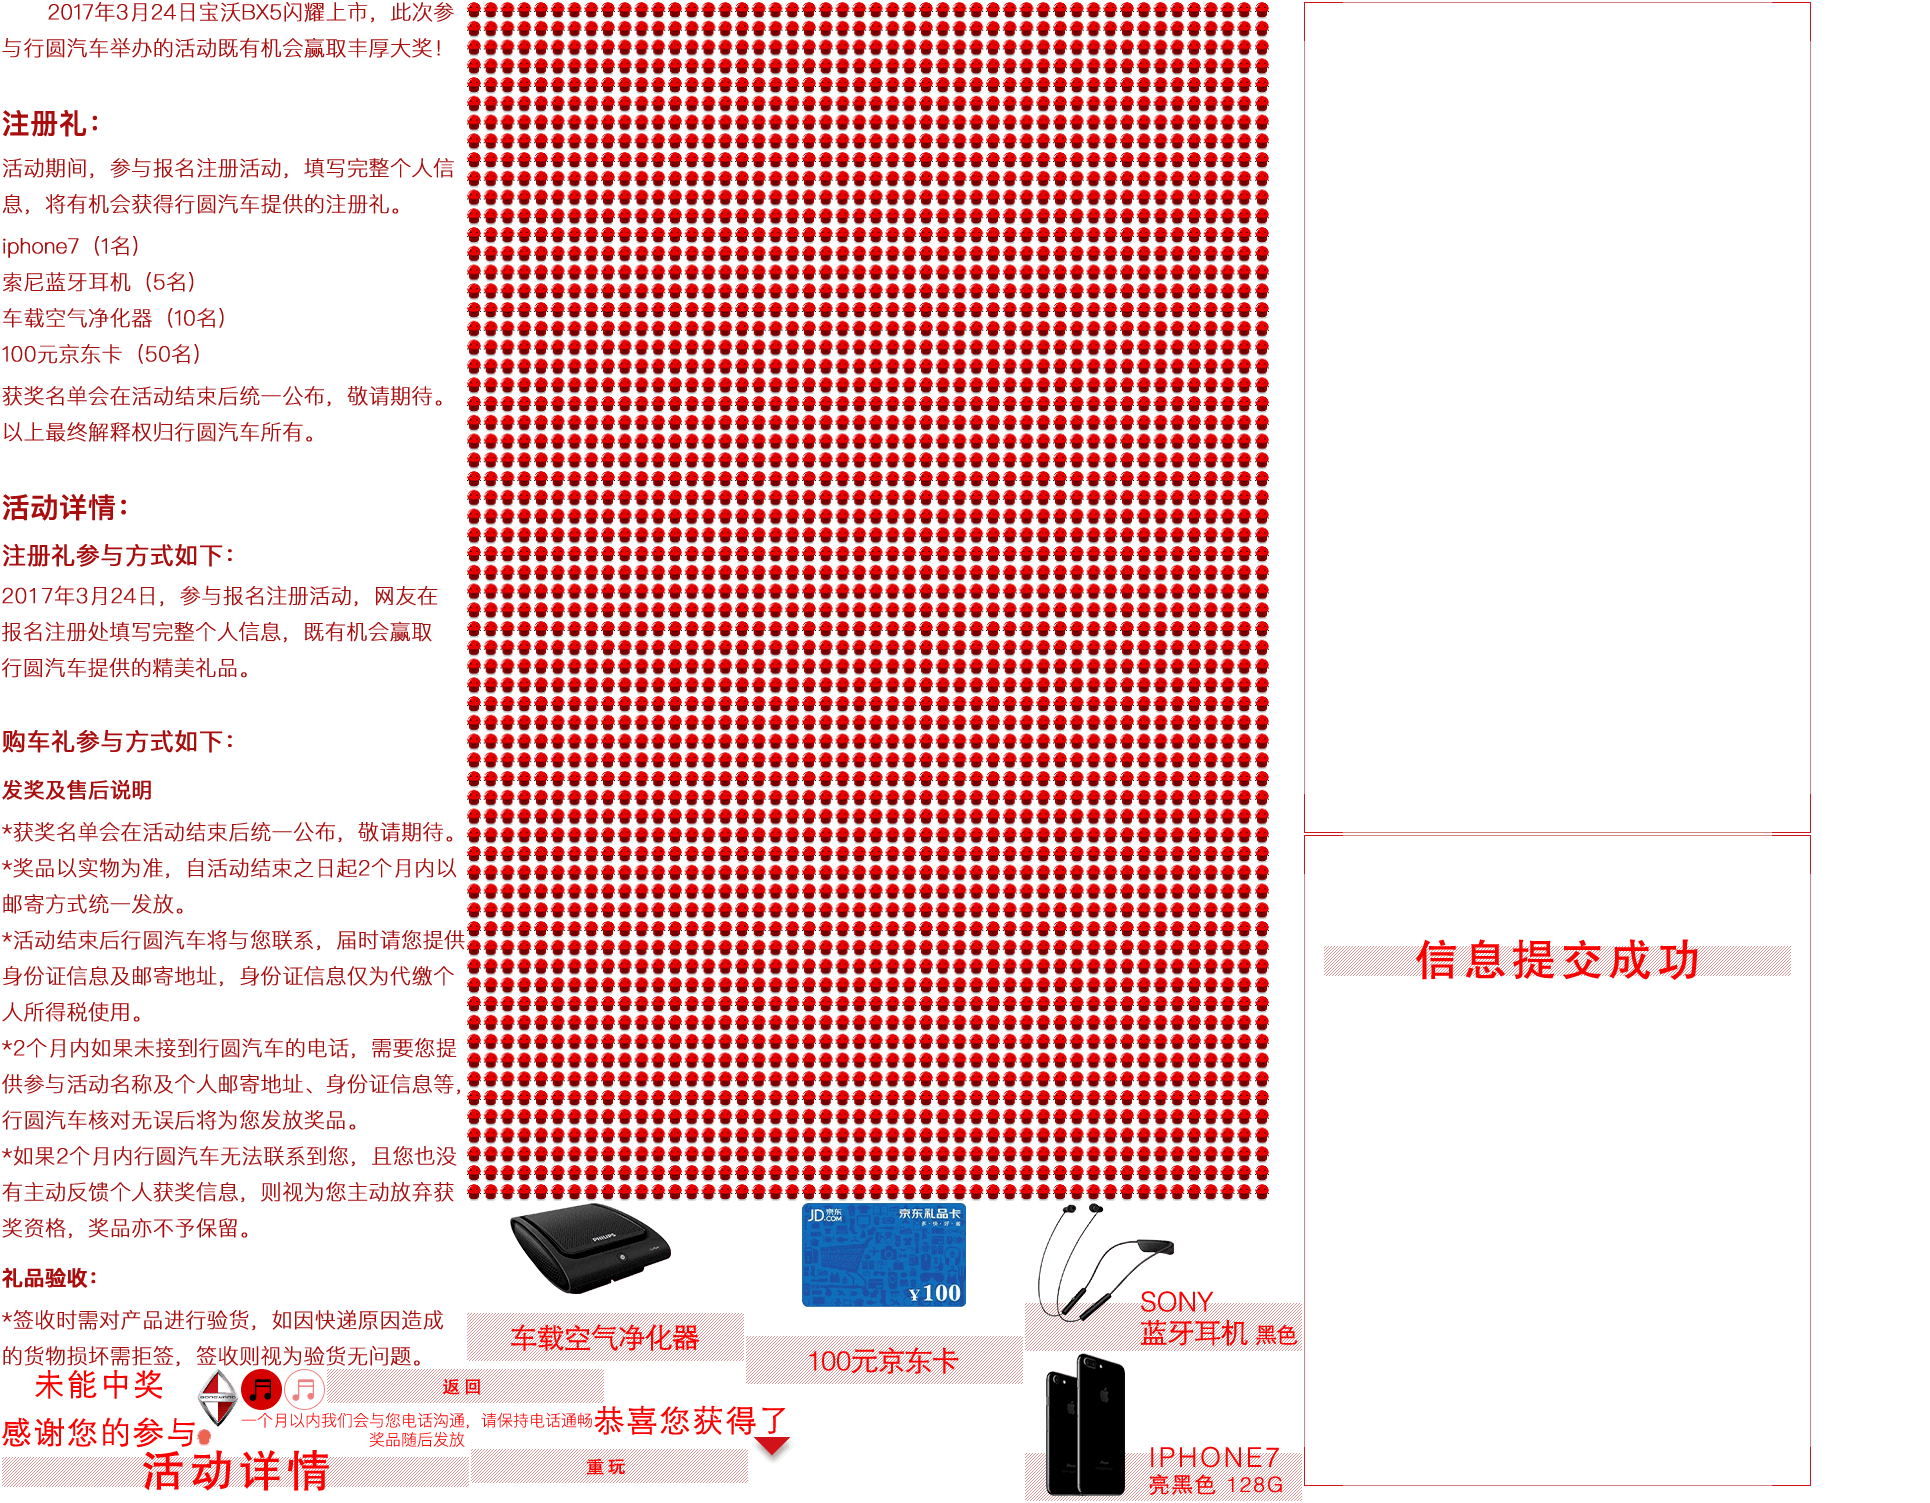 2017年3月24日宝沃BX5闪耀上市，此次参
与行圆汽车举办的活动既有机会赢取丰厚大奖！
注册礼：
活动期间，参与报名注册活动，填写完整个人信
息，将有机会获得行圆汽车提供的注册礼。
iphone7（1名）
索尼蓝牙耳机（5名）
车载空气净化器（10名）
100元京东卡（50名）
获奖名单会在活动结束后统一公布，敬请期待。
以上最终解释权归行圆汽车所有。
活动详情：
注册礼参与方式如下：
2017年3月24日，参与报名注册活动，网友在
报名注册处填写完整个人信息，既有机会赢取
行圆汽车提供的精美礼品。
购车礼参与方式如下：
发奖及售后说明
*获奖名单会在活动结束后统一公布，敬请期待。
*奖品以实物为准，自活动结束之日起2个月内以
邮寄方式统一发放。
*活动结束后行圆汽车将与您联系，届时请您提供
身份证信息及邮寄地址，身份证信息仅为代缴个
人所得税使用。
*2个月内如果未接到行圆汽车的电话，需要您提
供参与活动名称及个人邮寄地址、身份证信息等，
行圆汽车核对无误后将为您发放奖品。
*如果2个月内行圆汽车无法联系到您，且您也没
有主动反馈个人获奖信息，则视为您主动放弃获
奖资格，奖品亦不予保留。
礼品验收：
*签收时需对产品进行验货，如因快递原因造成
的货物损坏需拒签，签收则视为验货无问题。
未能中奖
感谢您的参与
活动详情
返回
一个月以内我们会与您电话沟通，请保持电话通畅
奖品随后发放
恭喜您获得了
重玩
PHILIPS
车载空气净化器
JD京东.COM
京东礼品卡
多·快·好·省
¥100
100元京东卡
SONY
蓝牙耳机 黑色
IPHONE7
亮黑色 128G
信息提交成功